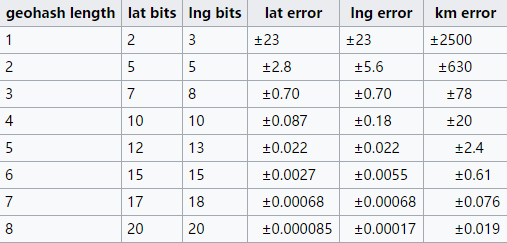 geohash length lat bits lng bits lat error lng error km error
1 2 3 ±23 ±23 ±2500
2 5 5 ±2.8 ±5.6 ±630
3 7 8 ±0.70 ±0.70 ±78
4 10 10 ±0.087 ±0.18 ±20
5 12 13 ±0.022 ±0.022 ±2.4
6 15 15 ±0.0027 ±0.0055 ±0.61
7 17 18 ±0.00068 ±0.00068 ±0.076
8 20 20 ±0.000085 ±0.00017 ±0.019